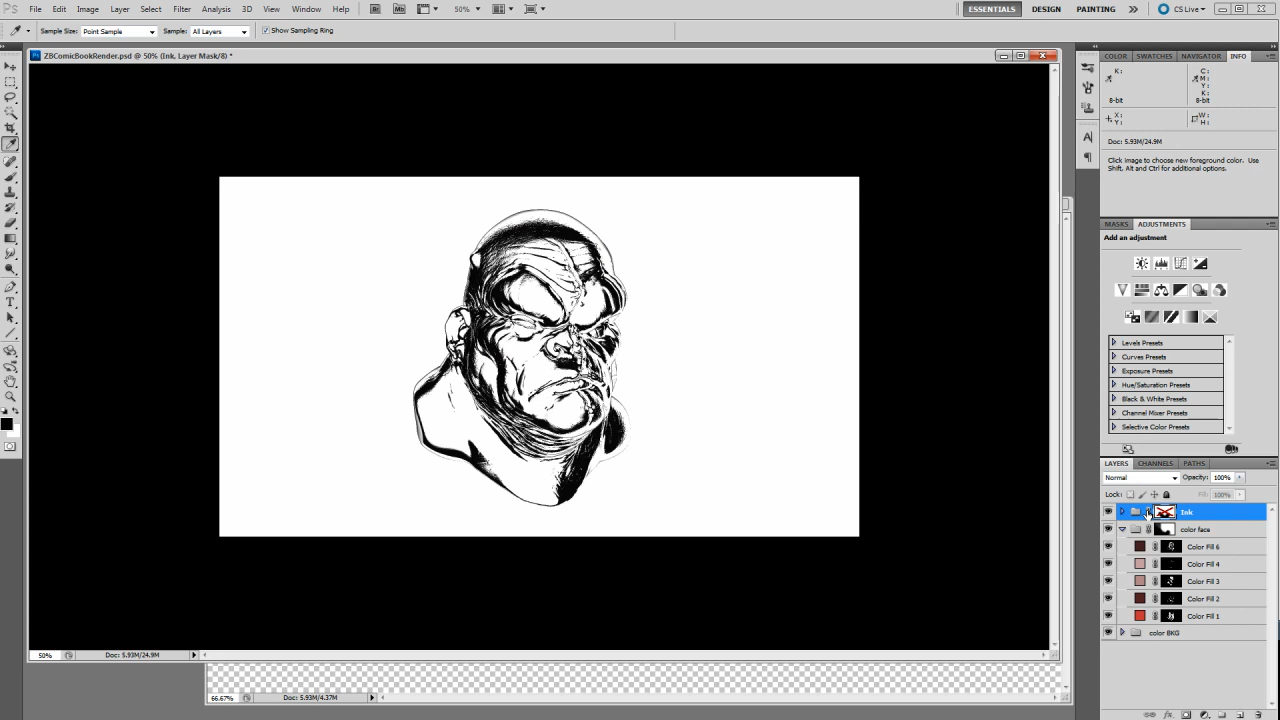 Ps File Edit Image Layer Select Filter Analysis 3D View Window Help Br Mb 50% ESSENTIALS DESIGN PAINTING CS Live
Sample Size: Point Sample Sample: All Layers Show Sampling Ring
ZBComicBookRender.psd @ 50% (Ink, Layer Mask/8) *
COLOR SWATCHES NAVIGATOR INFO
K: C:
M:
Y:
K:
8-bit 8-bit
X: W:
Y: H:
Doc: 5.93M/24.9M
Click image to choose new foreground color. Use
Shift, Alt and Ctrl for additional options.
MASKS ADJUSTMENTS
Add an adjustment
Levels Presets
Curves Presets
Exposure Presets
Hue/Saturation Presets
Black & White Presets
Channel Mixer Presets
Selective Color Presets
LAYERS CHANNELS PATHS
Normal Opacity: 100%
Lock: Fill: 100%
Ink
color face
Color Fill 6
Color Fill 4
Color Fill 3
Color Fill 2
Color Fill 1
color BKG
50% Doc: 5.93M/24.9M
66.67% Doc: 5.93M/4.37M